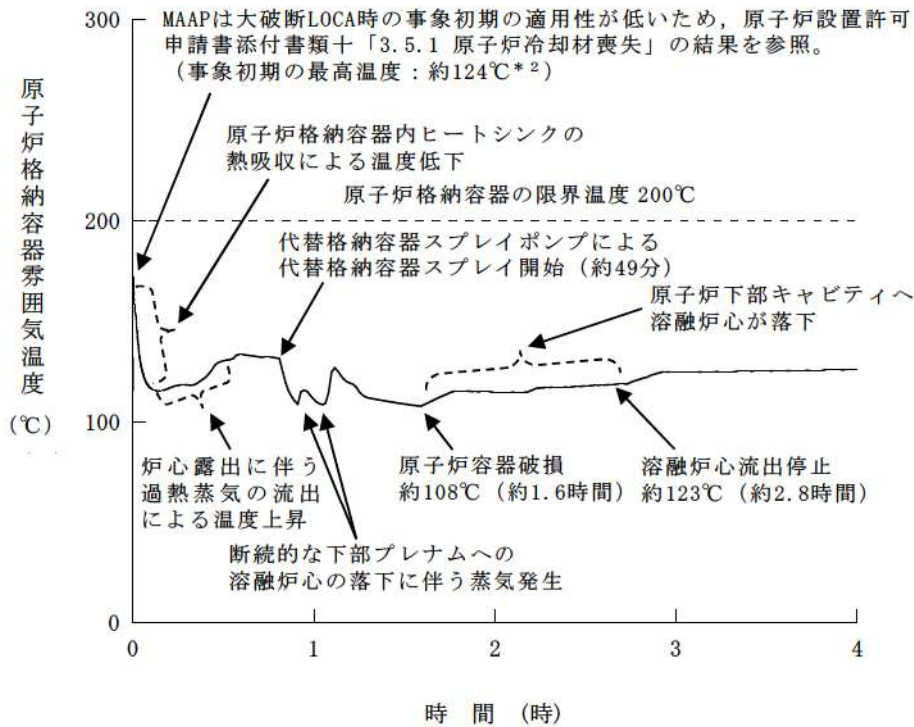 300
MAAPは大破断LOCA時の事象初期の適用性が低いため，原子炉設置許可
申請書添付書類十「3.5.1 原子炉冷却材喪失」の結果を参照。
（事象初期の最高温度：約124℃*2）
原子炉格納容器雰囲気温度
（℃）
原子炉格納容器内ヒートシンクの
熱吸収による温度低下
原子炉格納容器の限界温度 200℃
200
代替格納容器スプレイポンプによる
代替格納容器スプレイ開始（約49分）
原子炉下部キャビティへ
溶融炉心が落下
100
炉心露出に伴う
過熱蒸気の流出
による温度上昇
原子炉容器破損
約108℃（約1.6時間）
溶融炉心流出停止
約123℃（約2.8時間）
断続的な下部プレナムへの
溶融炉心の落下に伴う蒸気発生
0
0 1 2 3 4
時 間 (時)